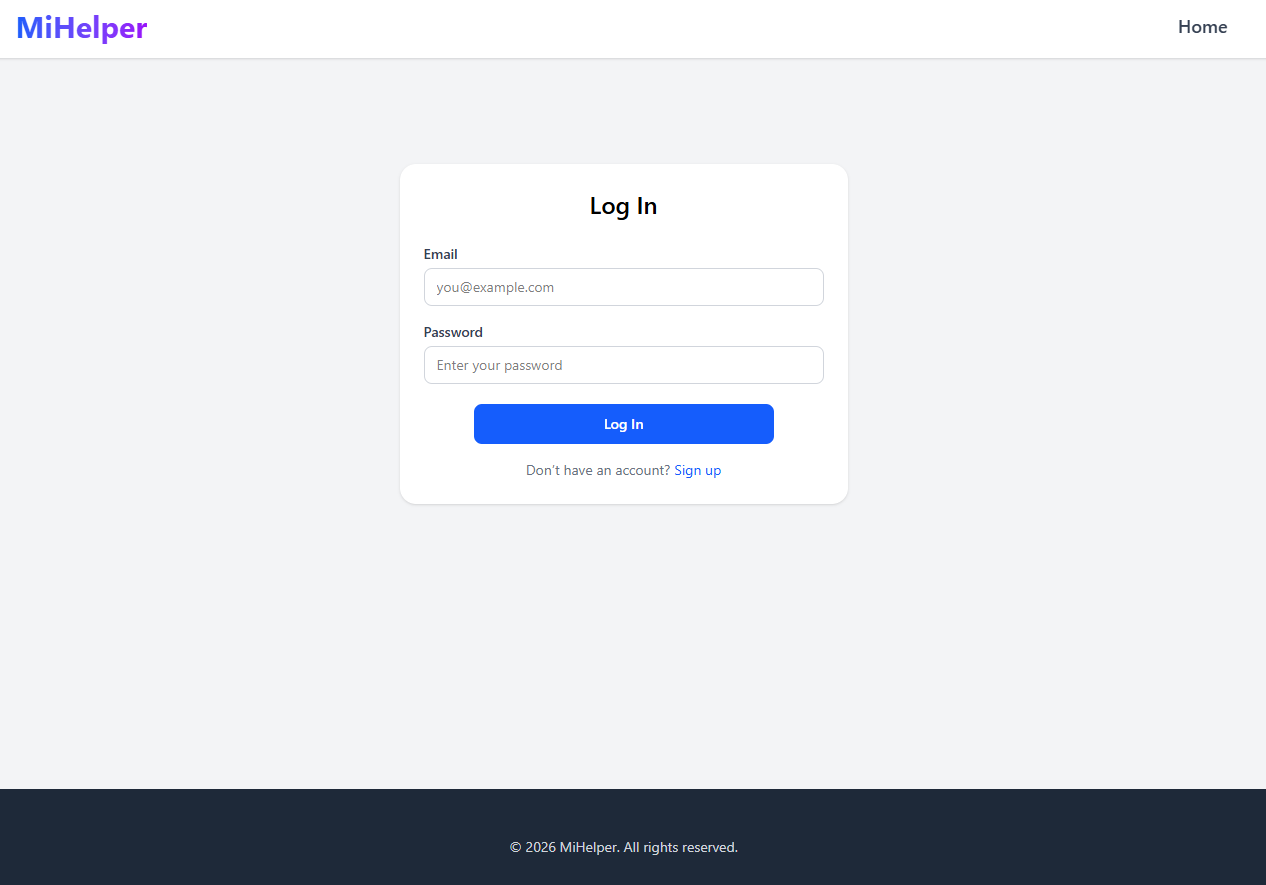 MiHelper
Home
Log In
Email
you@example.com
Password
Enter your password
Log In
Don't have an account? Sign up
© 2026 MiHelper. All rights reserved.